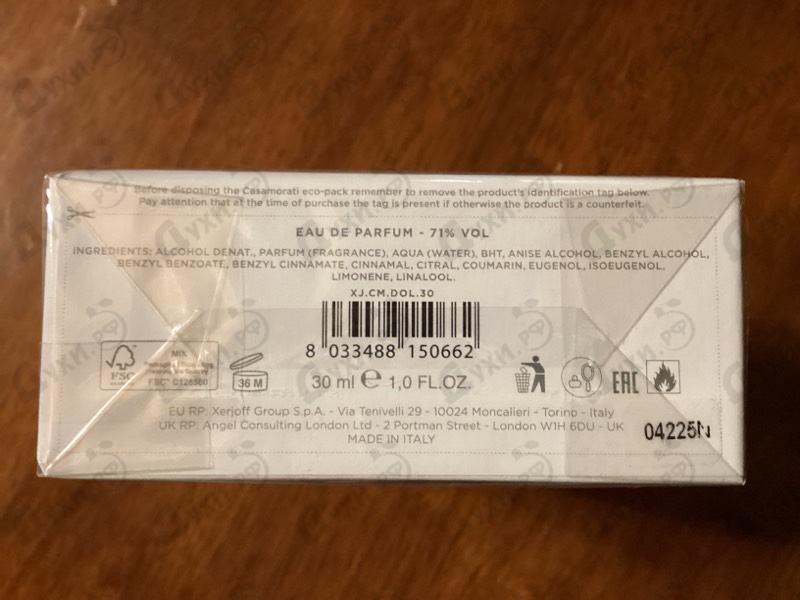 Before disposing the Casamorati eco-pack remember to remove the product's identification tag below.
Pay attention that at the time of purchase the tag is present if otherwise the product is a counterfeit.
EAU DE PARFUM - 71% VOL
INGREDIENTS: ALCOHOL DENAT., PARFUM (FRAGRANCE), AQUA (WATER), BHT, ANISE ALCOHOL, BENZYL ALCOHOL,
BENZYL BENZOATE, BENZYL CINNAMATE, CINNAMAL, CITRAL, COUMARIN, EUGENOL, ISOEUGENOL,
LIMONENE, LINALOOL.
XJ.CM.DOL.30
8 033488 150662
FSC
MIX
36 M
30 ml ℮ 1,0 FL.OZ.
EAC
EU RP: Xerjoff Group S.p.A. - Via Tenivelli 29 - 10024 Moncalieri - Torino - Italy
UK RP: Angel Consulting London Ltd - 2 Portman Street - London W1H 6DU - UK
MADE IN ITALY
04225N
Духи.рф